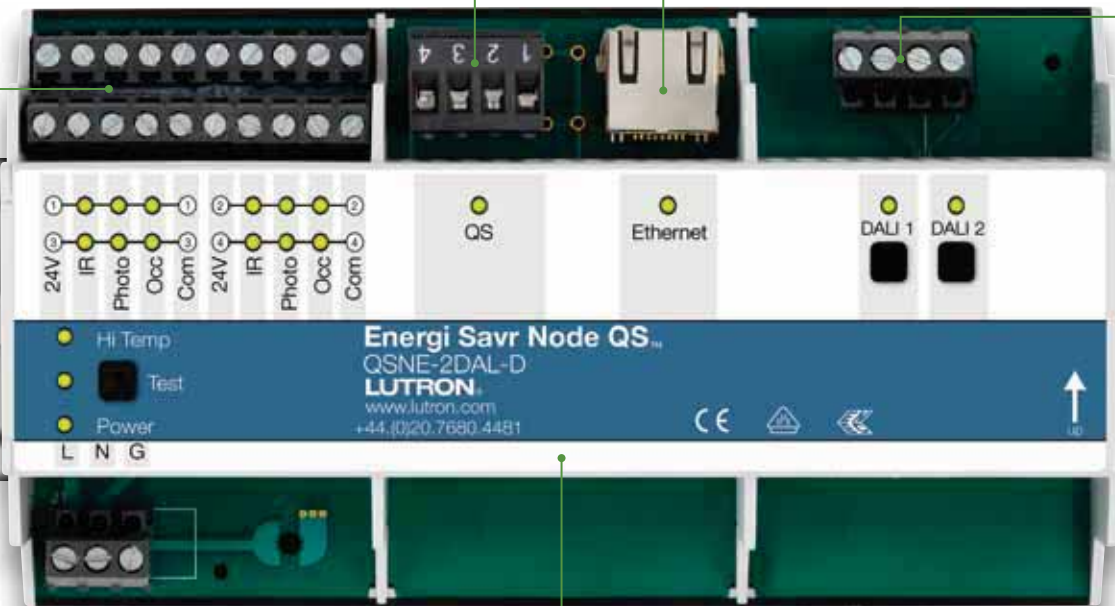 4 3 2 1
1 1 2 2
3 3 4 4
24V IR Photo Occ Com 24V IR Photo Occ Com
QS
Ethernet
DALI 1 DALI 2
Hi Temp
Test
Power
L N G
Energi Savr Node QS™
QSNE-2DAL-D
LUTRON®
www.lutron.com
+44.(0)20.7680.4481
CE
UP